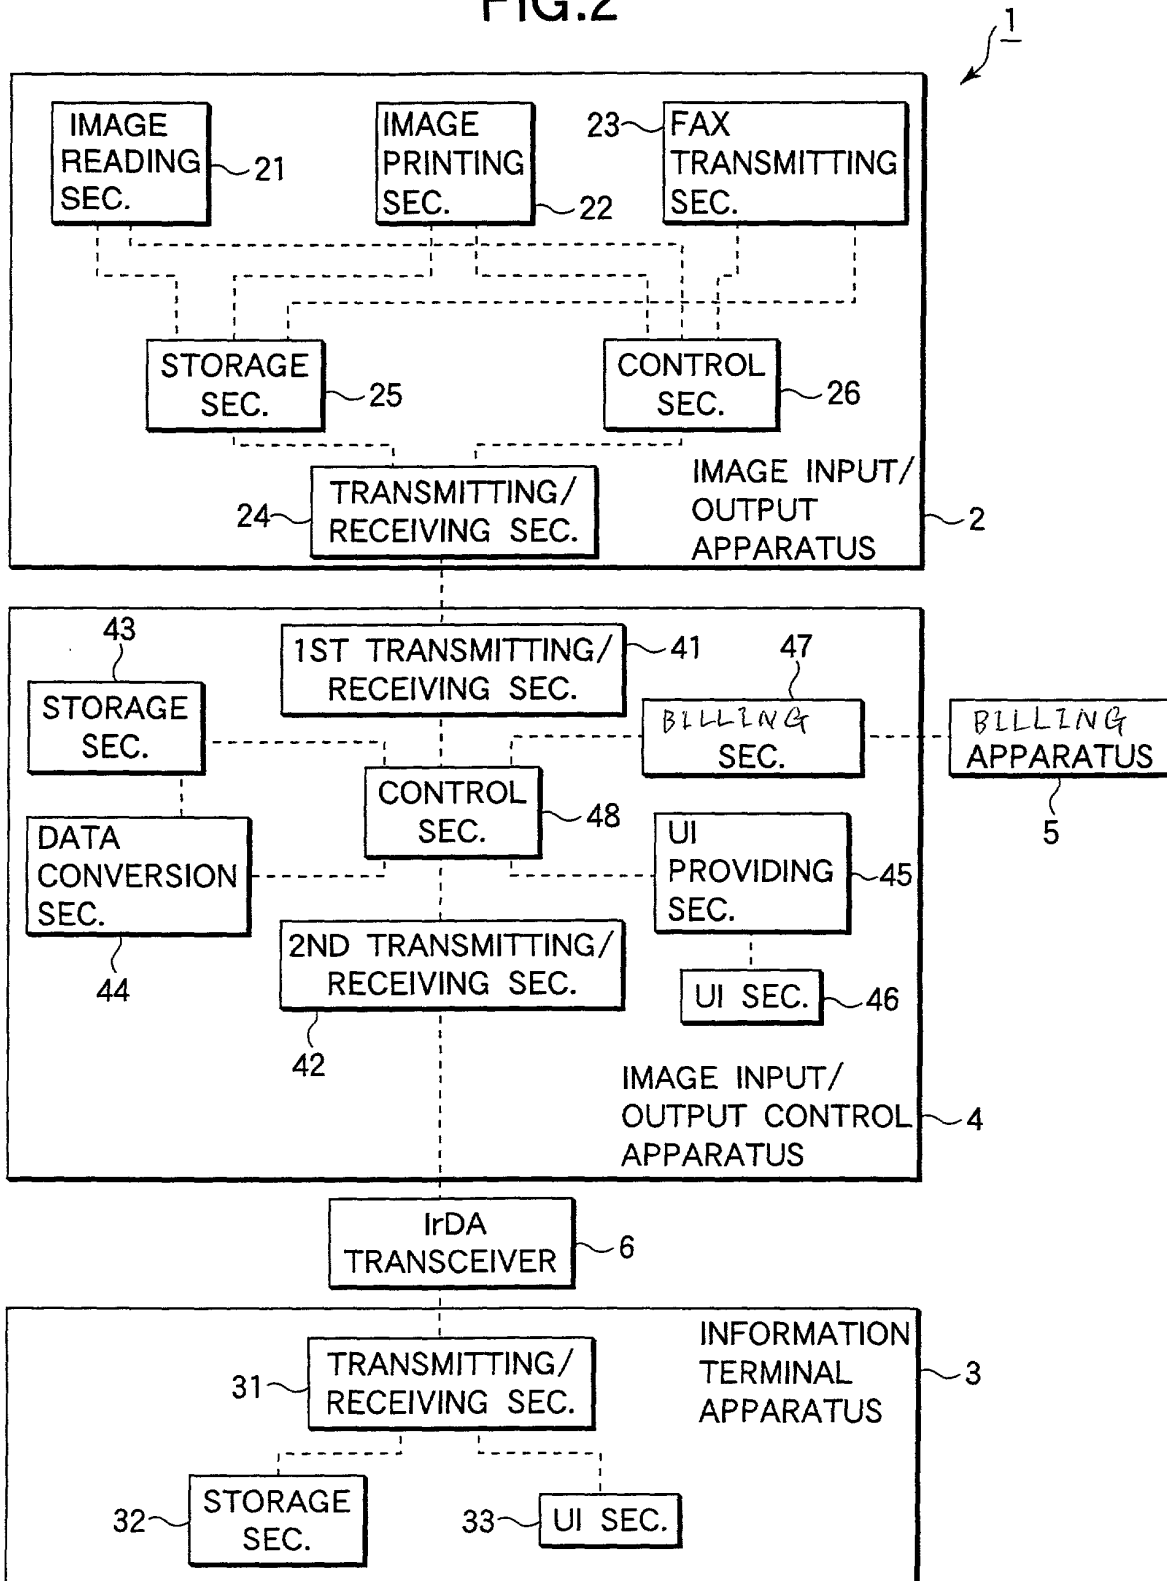 FIG.2
1
IMAGE
READING
SEC.
21
IMAGE
PRINTING
SEC.
22
23
FAX
TRANSMITTING
SEC.
STORAGE
SEC.
25
CONTROL
SEC.
26
24
TRANSMITTING/
RECEIVING SEC.
IMAGE INPUT/
OUTPUT
APPARATUS
2
43
STORAGE
SEC.
1ST TRANSMITTING/
RECEIVING SEC.
41
47
BILLING
SEC.
BILLING
APPARATUS
5
CONTROL
SEC.
48
DATA
CONVERSION
SEC.
44
UI
PROVIDING
SEC.
45
2ND TRANSMITTING/
RECEIVING SEC.
42
UI SEC.
46
IMAGE INPUT/
OUTPUT CONTROL
APPARATUS
4
IrDA
TRANSCEIVER
6
INFORMATION
TERMINAL
APPARATUS
3
31
TRANSMITTING/
RECEIVING SEC.
32
STORAGE
SEC.
33
UI SEC.